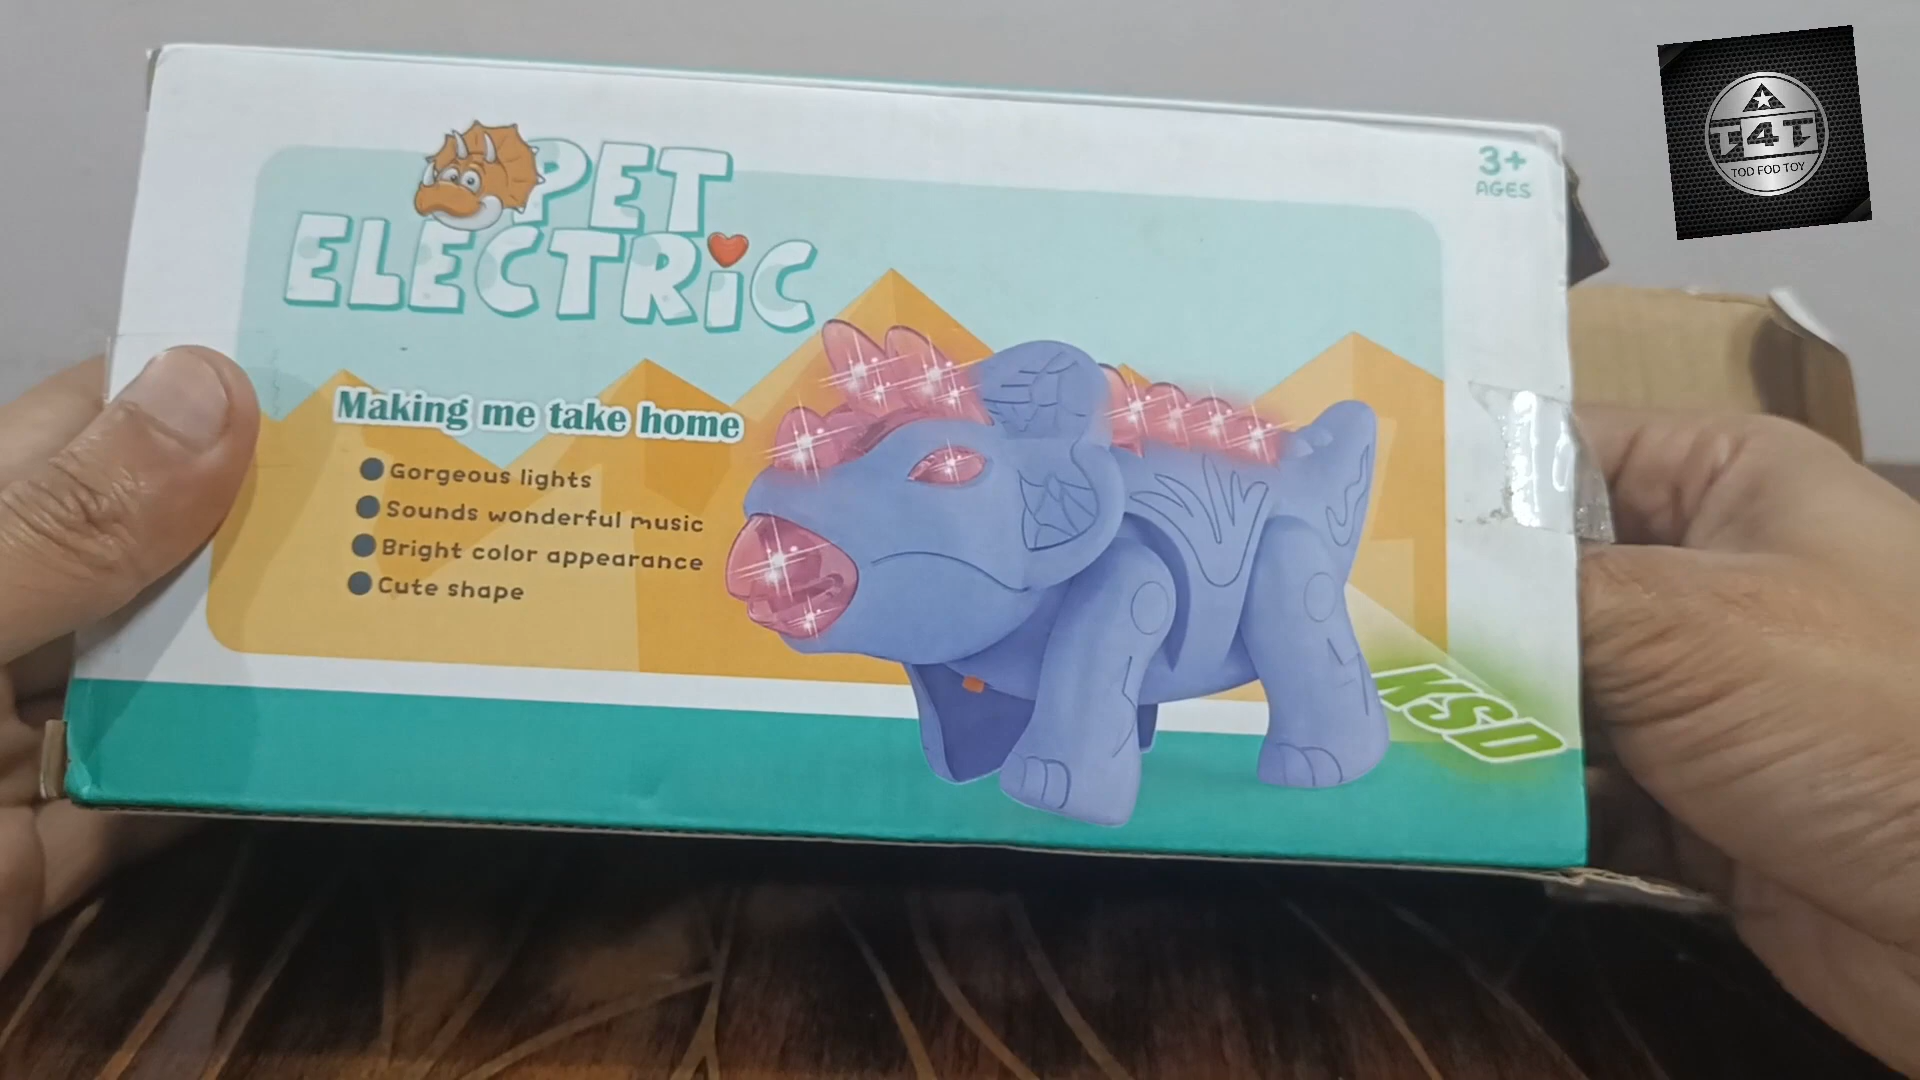 PET
ELECTRiC
3+
AGES
Making me take home
Gorgeous lights
Sounds wonderful music
Bright color appearance
Cute shape
KSD
T4T
TOD FOD TOY